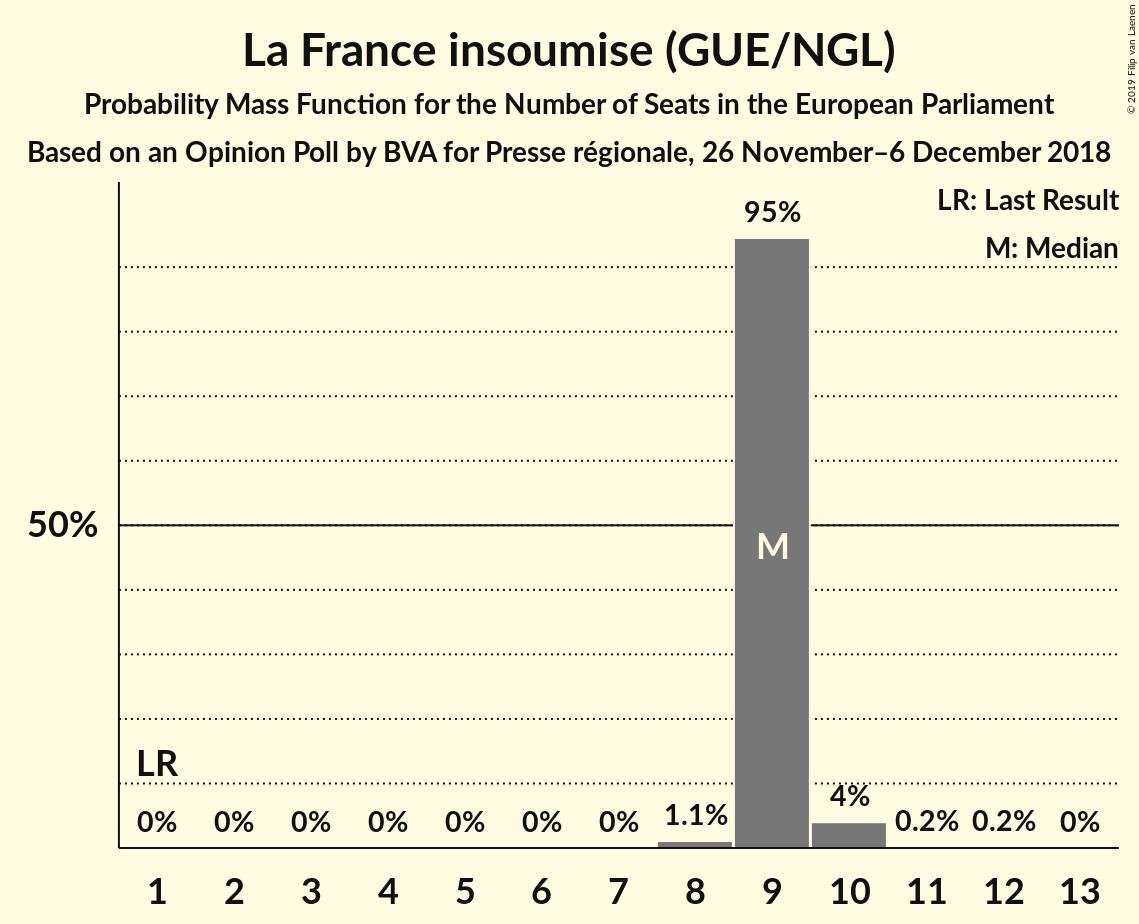 La France insoumise (GUE/NGL)
Probability Mass Function for the Number of Seats in the European Parliament
Based on an Opinion Poll by BVA for Presse régionale, 26 November–6 December 2018
© 2019 Filip van Laenen
LR: Last Result
M: Median
95%
50%
M
LR
0% 0% 0% 0% 0% 0% 0% 1.1% 4% 0.2% 0.2% 0%
1 2 3 4 5 6 7 8 9 10 11 12 13